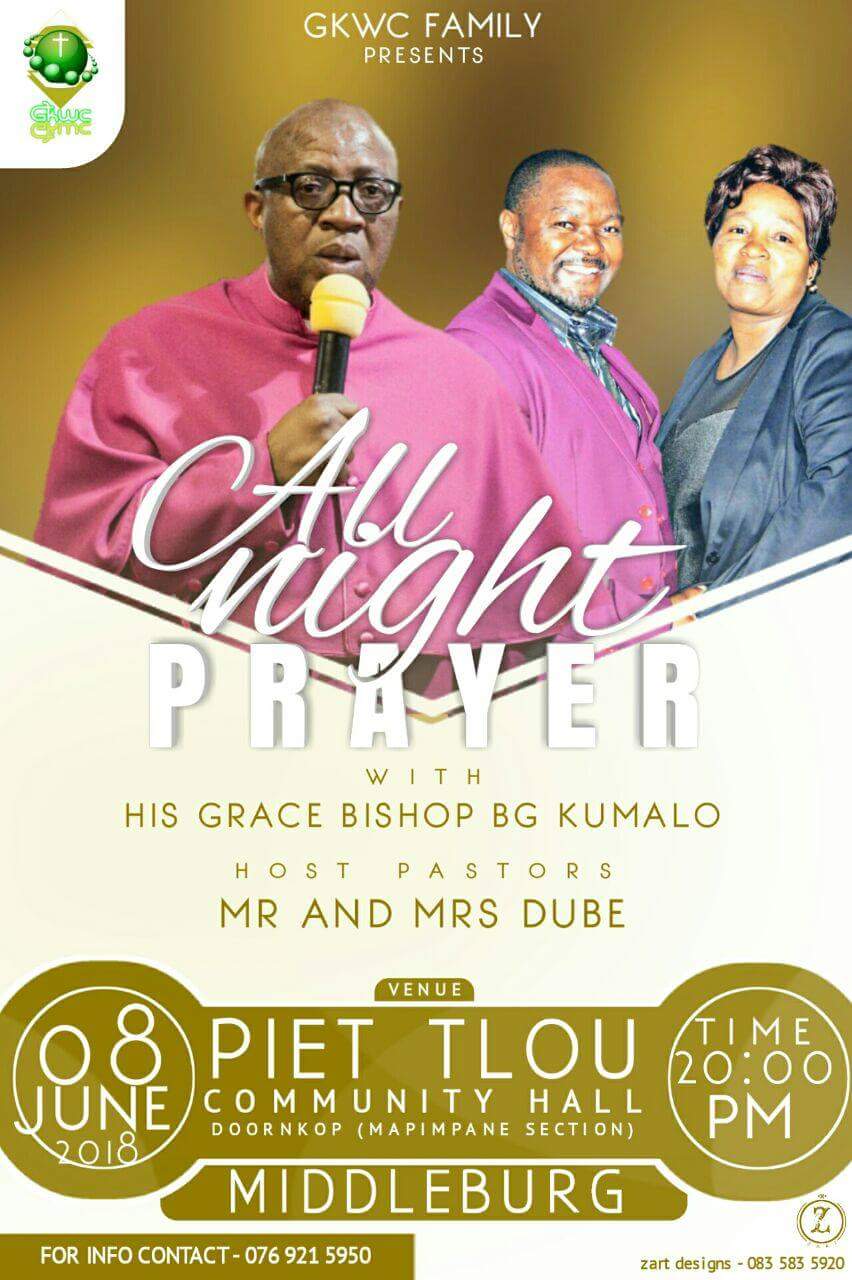 GKWC FAMILY
PRESENTS
GKWC
All
night
PRAYER
WITH
HIS GRACE BISHOP BG KUMALO
HOST PASTORS
MR AND MRS DUBE
VENUE
08
JUNE
2018
PIET TLOU
COMMUNITY HALL
DOORNKOP (MAPIMPANE SECTION)
MIDDLEBURG
TIME
20:00
PM
FOR INFO CONTACT - 076 921 5950
Z
zart designs - 083 583 5920